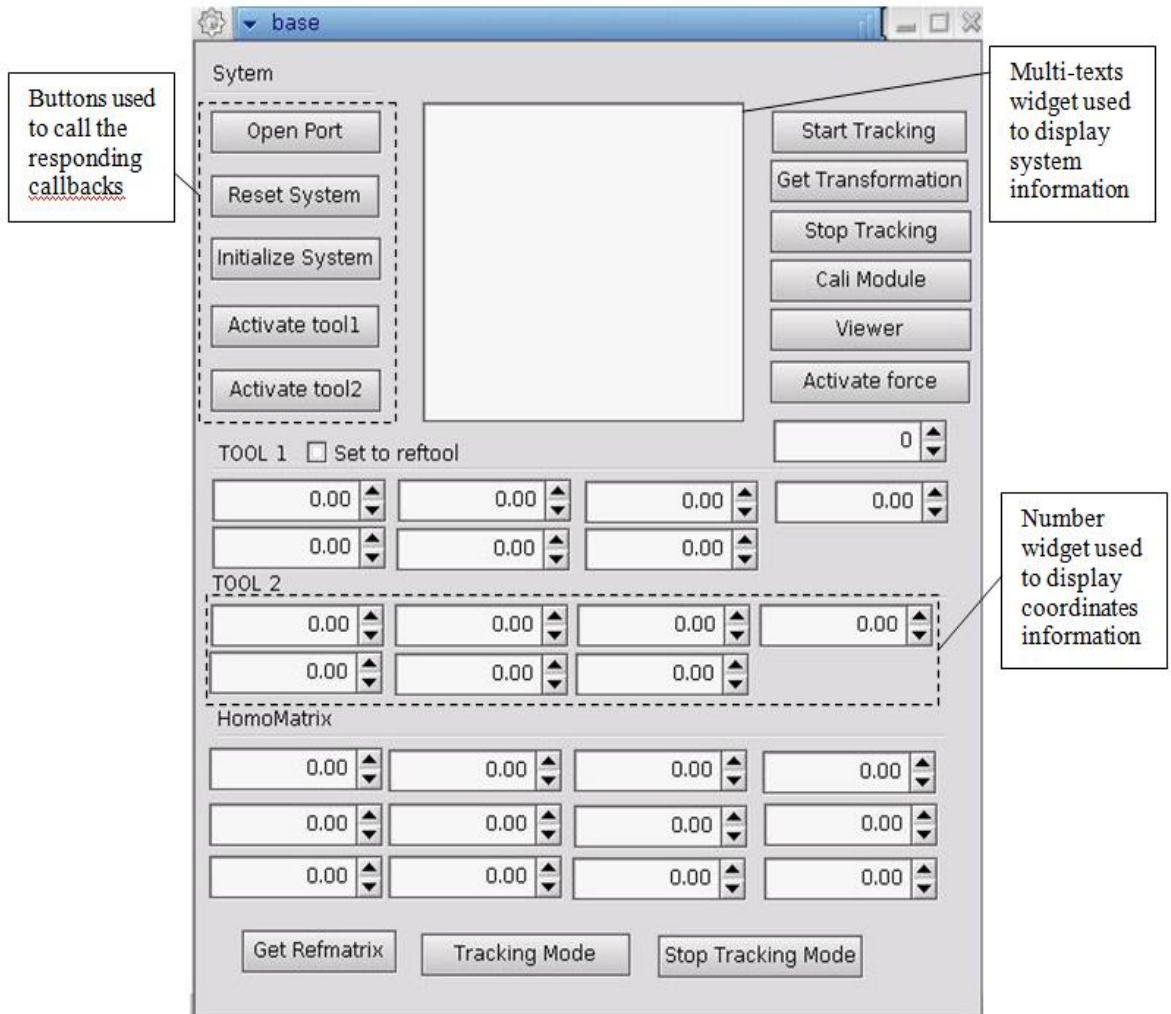 base
Sytem
Buttons used
to call the
responding
callbacks
Open Port
Reset System
Initialize System
Activate tool1
Activate tool2
Multi-texts
widget used
to display
system
information
Start Tracking
Get Transformation
Stop Tracking
Cali Module
Viewer
Activate force
0
TOOL 1 Set to reftool
0.00 0.00 0.00 0.00
0.00 0.00 0.00
TOOL 2
0.00 0.00 0.00 0.00
0.00 0.00 0.00
Number
widget used
to display
coordinates
information
HomoMatrix
0.00 0.00 0.00 0.00
0.00 0.00 0.00 0.00
0.00 0.00 0.00 0.00
Get Refmatrix Tracking Mode Stop Tracking Mode